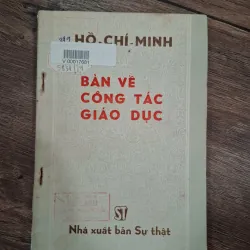 HỒ-CHÍ-MINH
BÀN VỀ
CÔNG TÁC
GIÁO DỤC
ST
Nhà xuất bản Sự thật